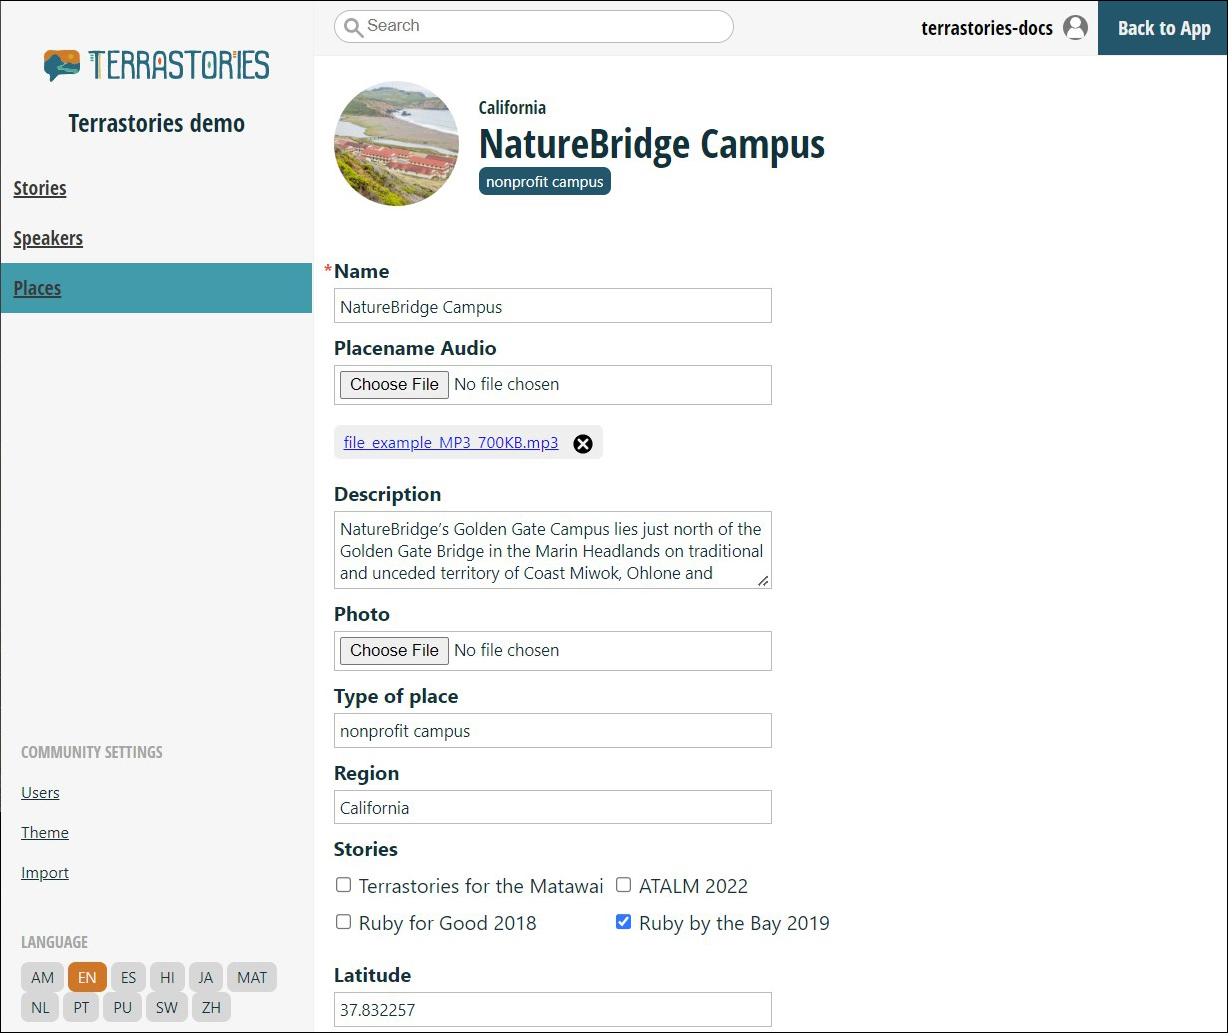 TERRASTORIES
Terrastories demo
Stories
Speakers
Places
COMMUNITY SETTINGS
Users
Theme
Import
LANGUAGE
AM EN ES HI JA MAT
NL PT PU SW ZH
Search
terrastories-docs
Back to App
California
NatureBridge Campus
nonprofit campus
*Name
NatureBridge Campus
Placename Audio
Choose File No file chosen
file_example_MP3_700KB.mp3
Description
NatureBridge’s Golden Gate Campus lies just north of the
Golden Gate Bridge in the Marin Headlands on traditional
and unceded territory of Coast Miwok, Ohlone and
Photo
Choose File No file chosen
Type of place
nonprofit campus
Region
California
Stories
Terrastories for the Matawai ATALM 2022
Ruby for Good 2018 Ruby by the Bay 2019
Latitude
37.832257